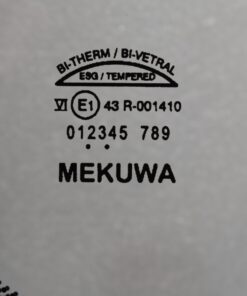 BI-THERM / BI-VETRAL
ESG / TEMPERED
VI E1 43 R-001410
012345 789
MEKUWA